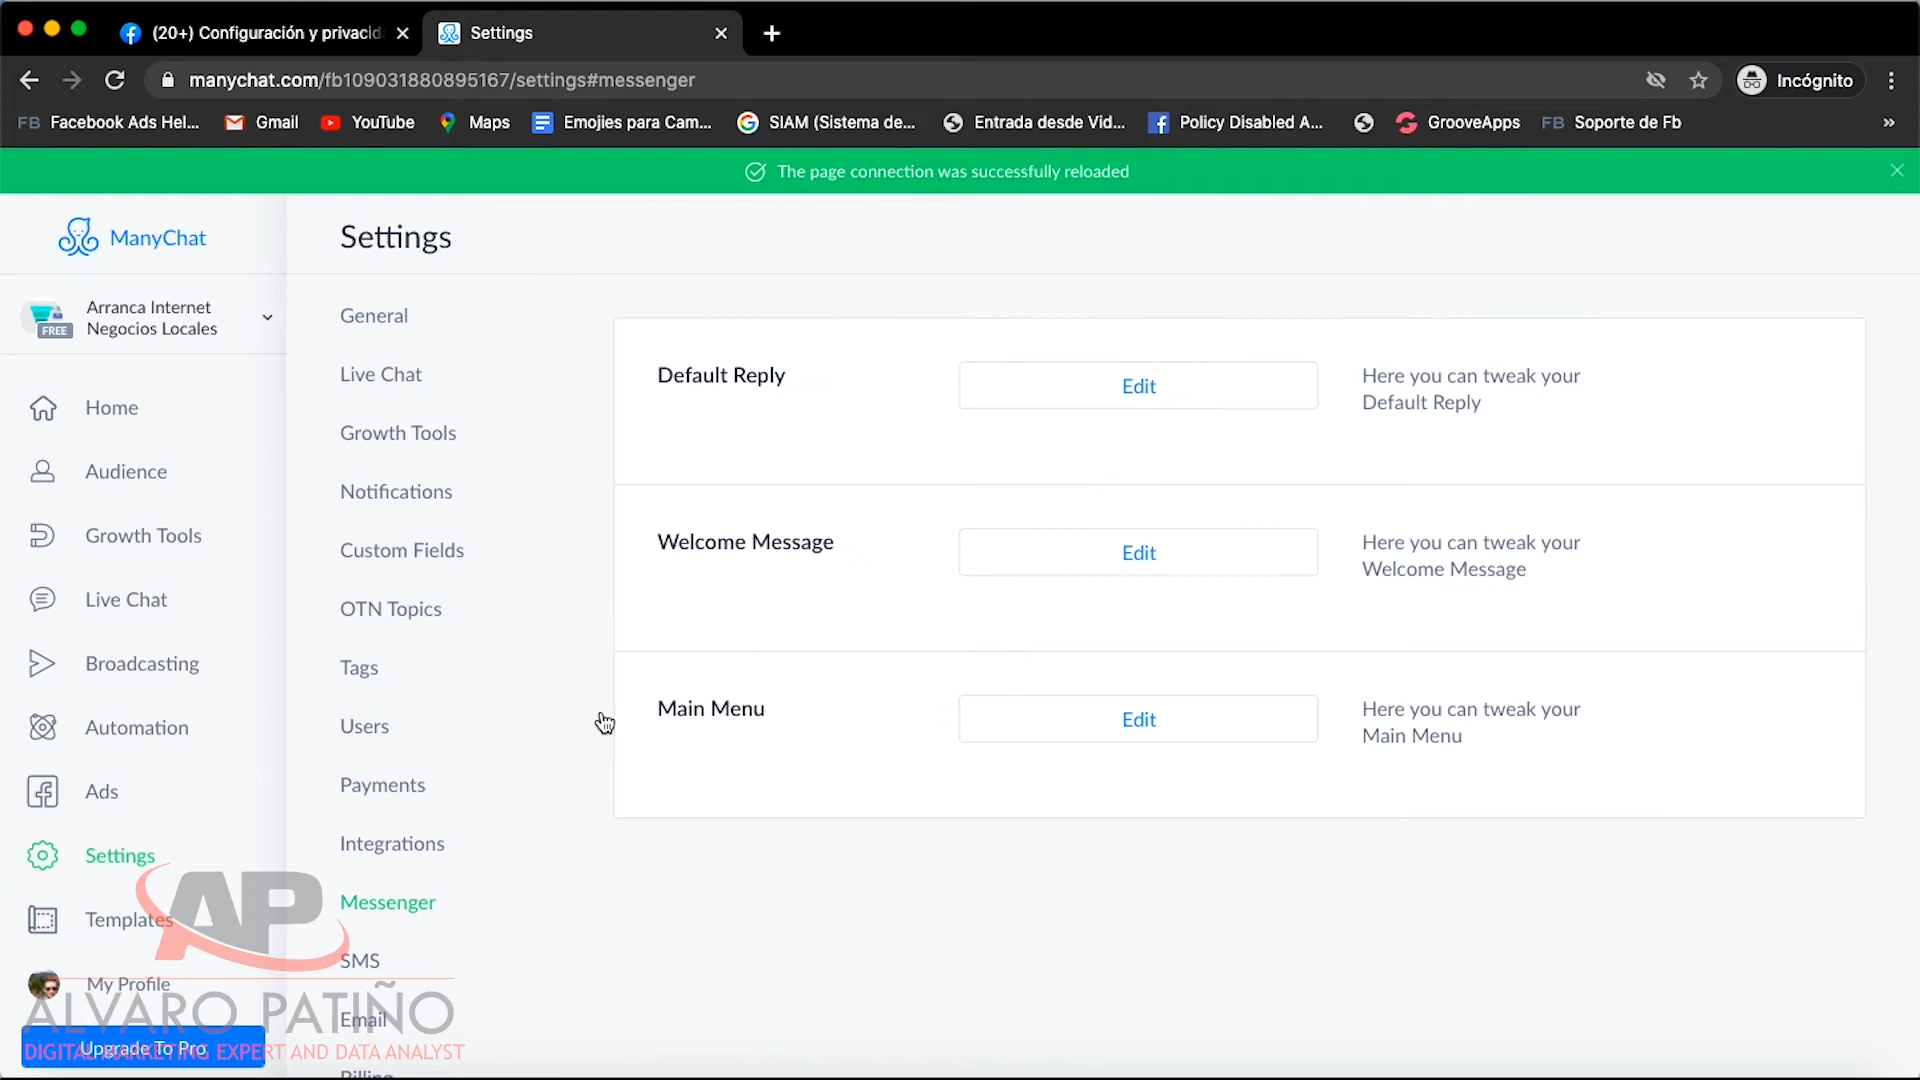 (20+) Configuración y privacid
Settings
manychat.com/fb109031880895167/settings#messenger
Incógnito
FB Facebook Ads Hel...
Gmail
YouTube
Maps
Emojies para Cam...
SIAM (Sistema de...
Entrada desde Vid...
Policy Disabled A...
GrooveApps
FB Soporte de Fb
»
The page connection was successfully reloaded
ManyChat
Settings
Arranca Internet
Negocios Locales
FREE
Home
Audience
Growth Tools
Live Chat
Broadcasting
Automation
Ads
Settings
Templates
My Profile
Upgrade To Pro
General
Live Chat
Growth Tools
Notifications
Custom Fields
OTN Topics
Tags
Users
Payments
Integrations
Messenger
SMS
Email
Billing
Default Reply
Edit
Here you can tweak your
Default Reply
Welcome Message
Edit
Here you can tweak your
Welcome Message
Main Menu
Edit
Here you can tweak your
Main Menu
AP
ALVARO PATIÑO
DIGITAL MARKETING EXPERT AND DATA ANALYST